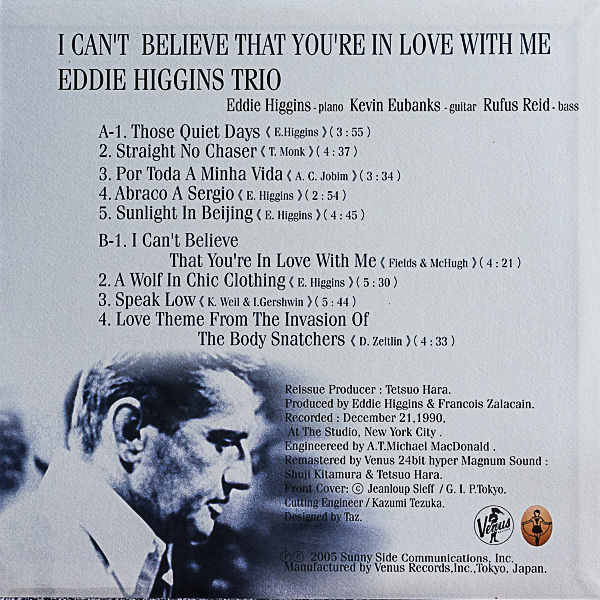 I CAN'T BELIEVE THAT YOU'RE IN LOVE WITH ME
EDDIE HIGGINS TRIO
Eddie Higgins - piano Kevin Eubanks - guitar Rufus Reid - bass
A-1. Those Quiet Days《 E.Higgins 》( 3 : 55 )
2. Straight No Chaser《 T. Monk 》( 4 : 37 )
3. Por Toda A Minha Vida《 A. C. Jobim 》( 3 : 34 )
4. Abraco A Sergio《 E. Higgins 》( 2 : 54 )
5. Sunlight In Beijing《 E. Higgins 》( 4 : 45 )
B-1. I Can't Believe
That You're In Love With Me《 Fields & McHugh 》( 4 : 21 )
2. A Wolf In Chic Clothing《 E. Higgins 》( 5 : 30 )
3. Speak Low《 K. Weil & I.Gershwin 》( 5 : 44 )
4. Love Theme From The Invasion Of
The Body Snatchers《 D. Zeitlin 》( 4 : 33 )
Reissue Producer : Tetsuo Hara.
Produced by Eddie Higgins & Francois Zalacain.
Recorded : December 21,1990,
At The Studio, New York City .
Engineereed by A.T.Michael MacDonald .
Remastered by Venus 24bit hyper Magnum Sound :
Shuji Kitamura & Tetsuo Hara.
Front Cover: ⓒ Jeanloup Sieff / G. I. P.Tokyo.
Cutting Engineer / Kazumi Tezuka.
Designed by Taz.
Venus
ⓟ ⓒ 2005 Sunny Side Communications, Inc.
Manufactured by Venus Records,Inc.,Tokyo, Japan.